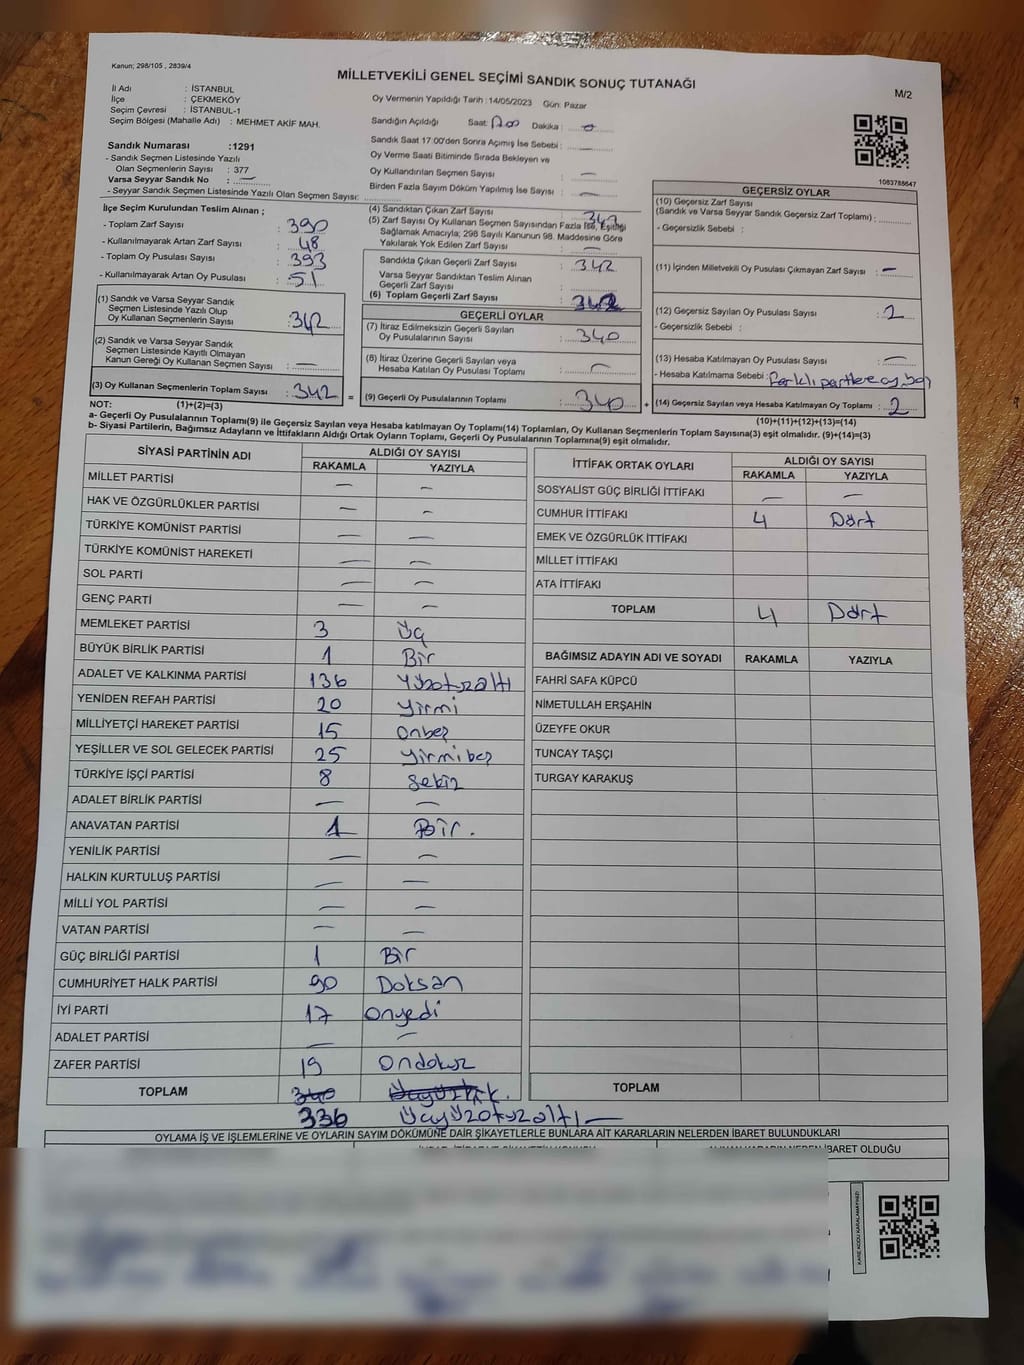 Kanun; 298/105 , 2839/4
MİLLETVEKİLİ GENEL SEÇİMİ SANDIK SONUÇ TUTANAĞI
M/2
İl Adı : İSTANBUL
İlçe : ÇEKMEKÖY
Seçim Çevresi : İSTANBUL-1
Seçim Bölgesi (Mahalle Adı) : MEHMET AKİF MAH.
Sandık Numarası :1291
- Sandık Seçmen Listesinde Yazılı
Olan Seçmenlerin Sayısı : 377
Varsa Seyyar Sandık No : —
- Seyyar Sandık Seçmen Listesinde Yazılı Olan Seçmen Sayısı:
Oy Vermenin Yapıldığı Tarih :14/05/2023 Gün: Pazar
Sandığın Açıldığı Saat: Dakika :
Sandık Saat 17:00'den Sonra Açımış İse Sebebi : —
Oy Verme Saati Bitiminde Sırada Bekleyen ve
Oy Kullandırılan Seçmen Sayısı : —
Birden Fazla Sayım Döküm Yapılmış İse Sayısı : —
1083788647
İlçe Seçim Kurulundan Teslim Alınan ;
- Toplam Zarf Sayısı : 390
- Kullanılmayarak Artan Zarf Sayısı : 48
- Toplam Oy Pusulası Sayısı : 393
- Kullanılmayarak Artan Oy Pusulası : 51
(1) Sandık ve Varsa Seyyar Sandık
Seçmen Listesinde Yazılı Olup
Oy Kullanan Seçmenlerin Sayısı :342
(2) Sandık ve Varsa Seyyar Sandık
Seçmen Listesinde Kayıtlı Olmayan
Kanun Gereği Oy Kullanan Seçmen Sayısı : —
(3) Oy Kullanan Seçmenlerin Toplam Sayısı : 342 =
(4) Sandıktan Çıkan Zarf Sayısı : 342
(5) Zarf Sayısı Oy Kullanan Seçmen Sayısından Fazla İse, Eşitliği
Sağlamak Amacıyla; 298 Sayılı Kanunun 98. Maddesine Göre
Yakılarak Yok Edilen Zarf Sayısı : —
Sandıkta Çıkan Geçerli Zarf Sayısı : 342
Varsa Seyyar Sandıktan Teslim Alınan
Geçerli Zarf Sayısı :
(6) Toplam Geçerli Zarf Sayısı : 342
GEÇERLİ OYLAR
(7) İtiraz Edilmeksizin Geçerli Sayılan
Oy Pusulalarının Sayısı : 340
(8) İtiraz Üzerine Geçerli Sayılan veya
Hesaba Katılan Oy Pusulası Toplamı : —
(9) Geçerli Oy Pusulalarının Toplamı : 340 +
GEÇERSİZ OYLAR
(10) Geçersiz Zarf Sayısı
(Sandık ve Varsa Seyyar Sandık Geçersiz Zarf Toplamı) :
- Geçersizlik Sebebi :
(11) İçinden Milletvekili Oy Pusulası Çıkmayan Zarf Sayısı : —
(12) Geçersiz Sayılan Oy Pusulası Sayısı : 2
- Geçersizlik Sebebi :
(13) Hesaba Katılmayan Oy Pusulası Sayısı : —
- Hesaba Katılmama Sebebi : Farklı oy
(14) Geçersiz Sayılan veya Hesaba Katılmayan Oy Toplamı : 2
NOT: (1)+(2)=(3) (10)+(11)+(12)+(13)=(14)
a- Geçerli Oy Pusulalarının Toplamı(9) ile Geçersiz Sayılan veya Hesaba katılmayan Oy Toplamı(14) Toplamları, Oy Kullanan Seçmenlerin Toplam Sayısına(3) eşit olmalıdır. (9)+(14)=(3)
b- Siyasi Partilerin, Bağımsız Adayların ve İttifakların Aldığı Ortak Oyların Toplamı, Geçerli Oy Pusulalarının Toplamına(9) eşit olmalıdır.
SİYASİ PARTİNİN ADI ALDIĞI OY SAYISI
RAKAMLA YAZIYLA
MİLLET PARTİSİ — —
HAK VE ÖZGÜRLÜKLER PARTİSİ — —
TÜRKİYE KOMÜNİST PARTİSİ — —
TÜRKİYE KOMÜNİST HAREKETİ — —
SOL PARTİ — —
GENÇ PARTİ — —
MEMLEKET PARTİSİ 3 Üç
BÜYÜK BİRLİK PARTİSİ 1 Bir
ADALET VE KALKINMA PARTİSİ 136 Yüzotuzaltı
YENİDEN REFAH PARTİSİ 20 Yirmi
MİLLİYETÇİ HAREKET PARTİSİ 15 Onbeş
YEŞİLLER VE SOL GELECEK PARTİSİ 25 Yirmibeş
TÜRKİYE İŞÇİ PARTİSİ 8 Sekiz
ADALET BİRLİK PARTİSİ — —
ANAVATAN PARTİSİ 1 Bir.
YENİLİK PARTİSİ — —
HALKIN KURTULUŞ PARTİSİ — —
MİLLİ YOL PARTİSİ — —
VATAN PARTİSİ — —
GÜÇ BİRLİĞİ PARTİSİ 1 Bir
CUMHURİYET HALK PARTİSİ 90 Doksan
İYİ PARTİ 17 Onyedi
ADALET PARTİSİ — —
ZAFER PARTİSİ 19 Ondokuz
TOPLAM 340
336 Üçyüzotuzaltı —
İTTİFAK ORTAK OYLARI ALDIĞI OY SAYISI
RAKAMLA YAZIYLA
SOSYALİST GÜÇ BİRLİĞİ İTTİFAKI — —
CUMHUR İTTİFAKI 4 Dört
EMEK VE ÖZGÜRLÜK İTTİFAKI
MİLLET İTTİFAKI
ATA İTTİFAKI
TOPLAM 4 Dört
BAĞIMSIZ ADAYIN ADI VE SOYADI RAKAMLA YAZIYLA
FAHRİ SAFA KÜPCÜ
NİMETULLAH ERŞAHİN
ÜZEYFE OKUR
TUNCAY TAŞÇI
TURGAY KARAKUŞ
TOPLAM
OYLAMA İŞ VE İŞLEMLERİNE VE OYLARIN SAYIM DÖKÜMÜNE DAİR ŞİKAYETLERLE BUNLARA AİT KARARLARIN NELERDEN İBARET BULUNDUKLARI
İBARET OLDUĞU
KARE KODU KARALAMAYINIZ!